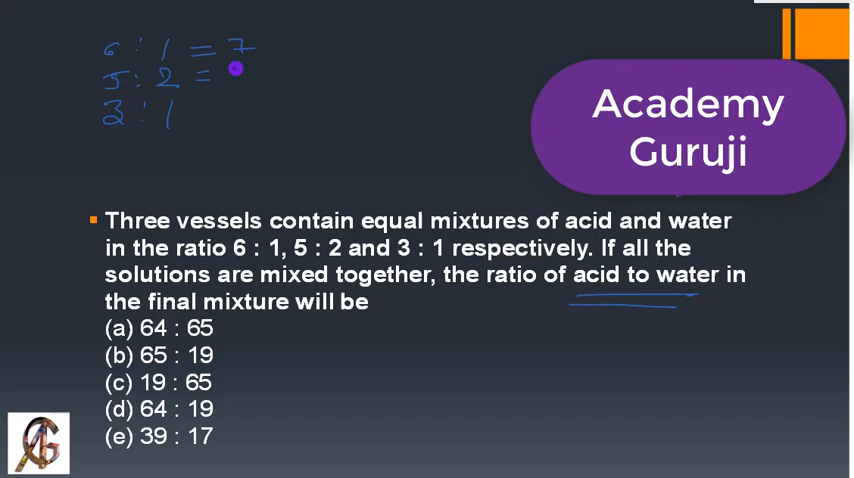 6 : 1 = 7
5 : 2 =
3 : 1
Academy
Guruji
Three vessels contain equal mixtures of acid and water
in the ratio 6 : 1, 5 : 2 and 3 : 1 respectively. If all the
solutions are mixed together, the ratio of acid to water in
the final mixture will be
(a) 64 : 65
(b) 65 : 19
(c) 19 : 65
(d) 64 : 19
(e) 39 : 17
AG